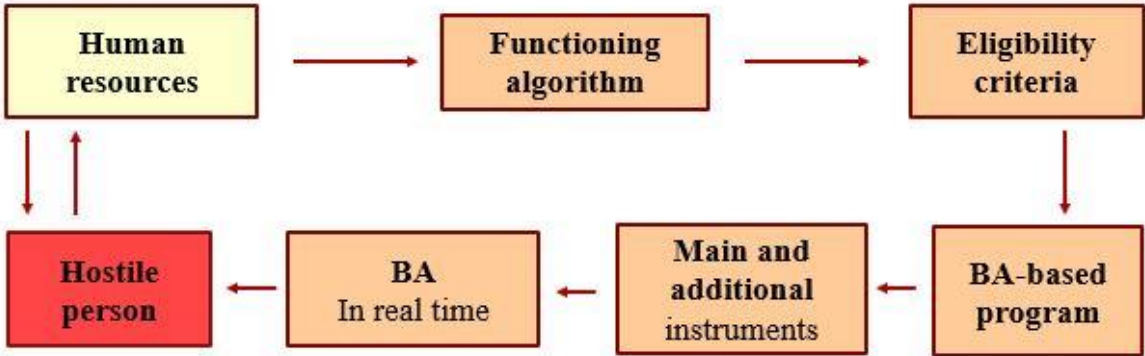 Human
resources
Functioning
algorithm
Eligibility
criteria
Hostile
person
BA
In real time
Main and
additional
instruments
BA-based
program